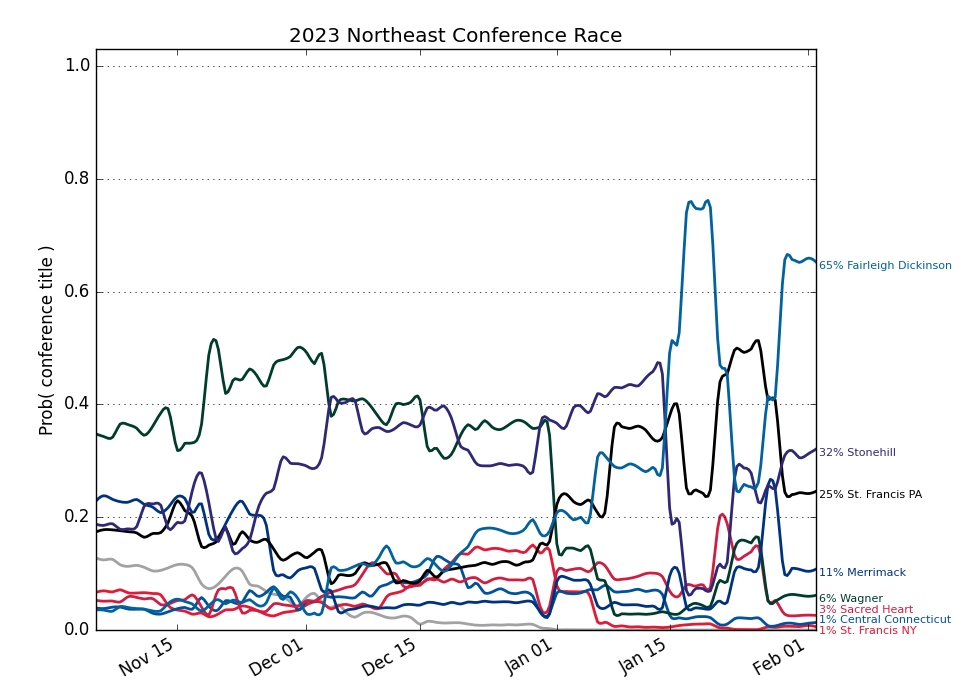 2023 Northeast Conference Race
Prob( conference title )
1.0
0.8
0.6
0.4
0.2
0.0
Nov 15
Dec 01
Dec 15
Jan 01
Jan 15
Feb 01
65% Fairleigh Dickinson
32% Stonehill
25% St. Francis PA
11% Merrimack
6% Wagner
3% Sacred Heart
1% Central Connecticut
1% St. Francis NY